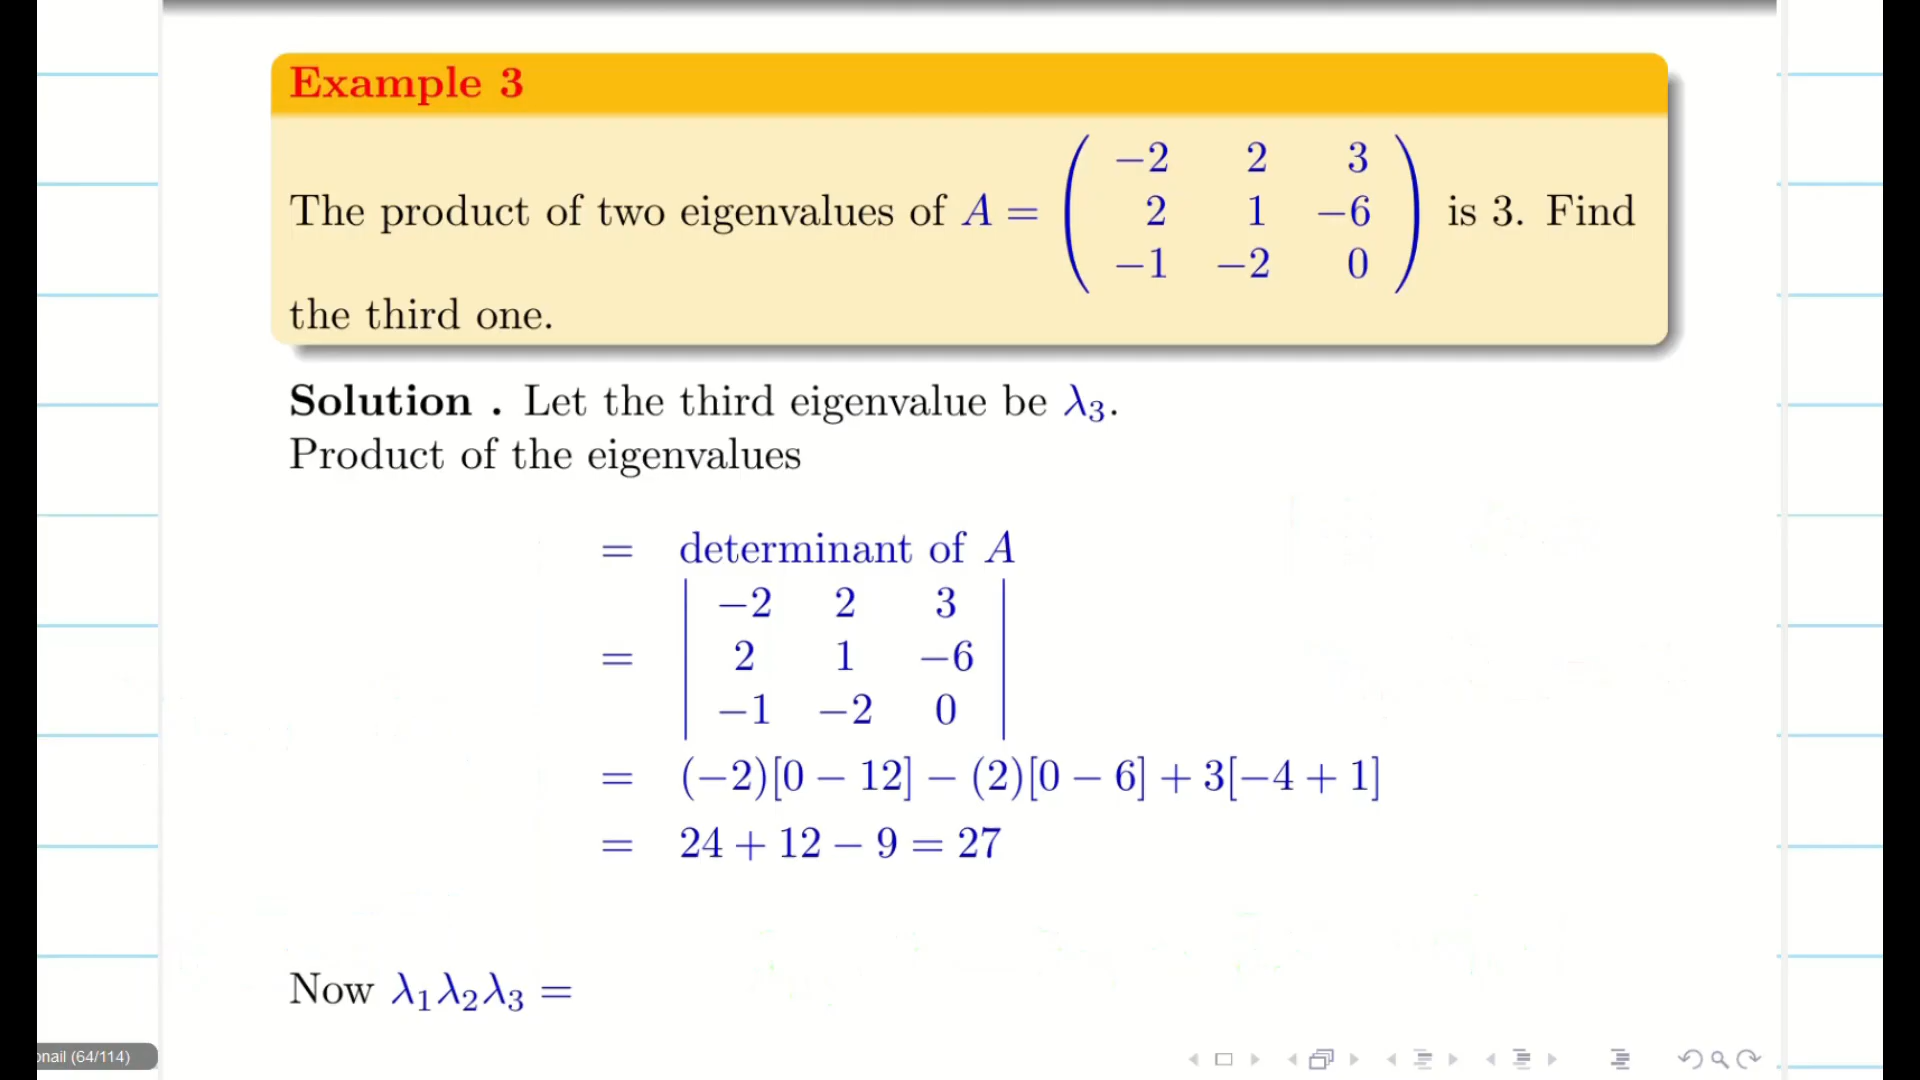 Example 3
The product of two eigenvalues of A = ( −2 2 3 ; 2 1 −6 ; −1 −2 0 ) is 3. Find
the third one.
Solution . Let the third eigenvalue be λ₃.
Product of the eigenvalues
= determinant of A
= | −2 2 3 ; 2 1 −6 ; −1 −2 0 |
= (−2)[0 − 12] − (2)[0 − 6] + 3[−4 + 1]
= 24 + 12 − 9 = 27
Now λ₁λ₂λ₃ =
(64/114)